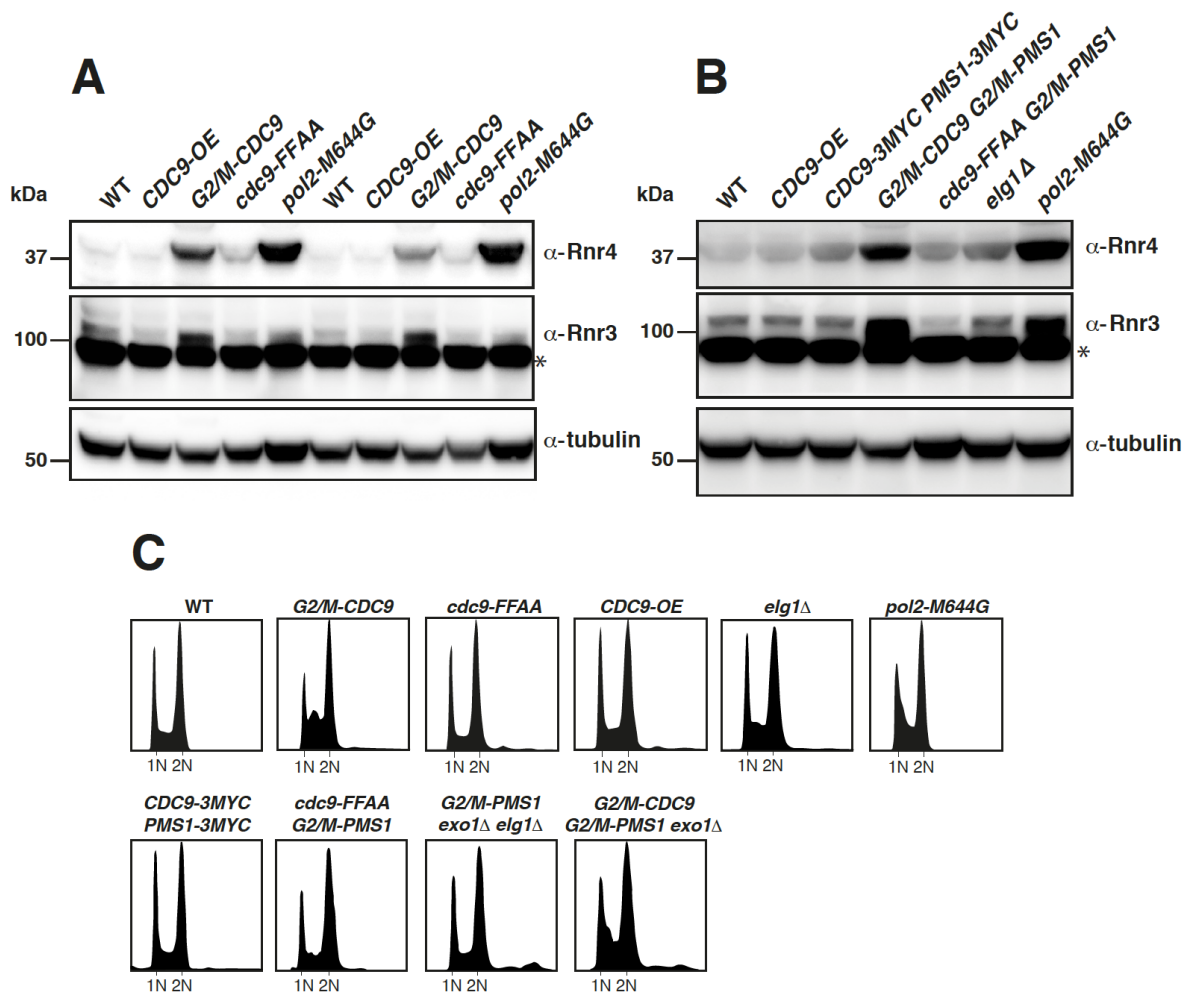 A
B
kDa
WT
CDC9-OE
G2/M-CDC9
cdc9-FFAA
pol2-M644G
WT
CDC9-OE
G2/M-CDC9
cdc9-FFAA
pol2-M644G
37
α-Rnr4
100
α-Rnr3
*
50
α-tubulin
kDa
WT
CDC9-OE
CDC9-3MYC PMS1-3MYC
G2/M-CDC9 G2/M-PMS1
cdc9-FFAA G2/M-PMS1
elg1Δ
pol2-M644G
37
α-Rnr4
100
α-Rnr3
*
50
α-tubulin
C
WT
G2/M-CDC9
cdc9-FFAA
CDC9-OE
elg1Δ
pol2-M644G
1N 2N
1N 2N
1N 2N
1N 2N
1N 2N
1N 2N
CDC9-3MYC
PMS1-3MYC
cdc9-FFAA
G2/M-PMS1
G2/M-PMS1
exo1Δ elg1Δ
G2/M-CDC9
G2/M-PMS1 exo1Δ
1N 2N
1N 2N
1N 2N
1N 2N